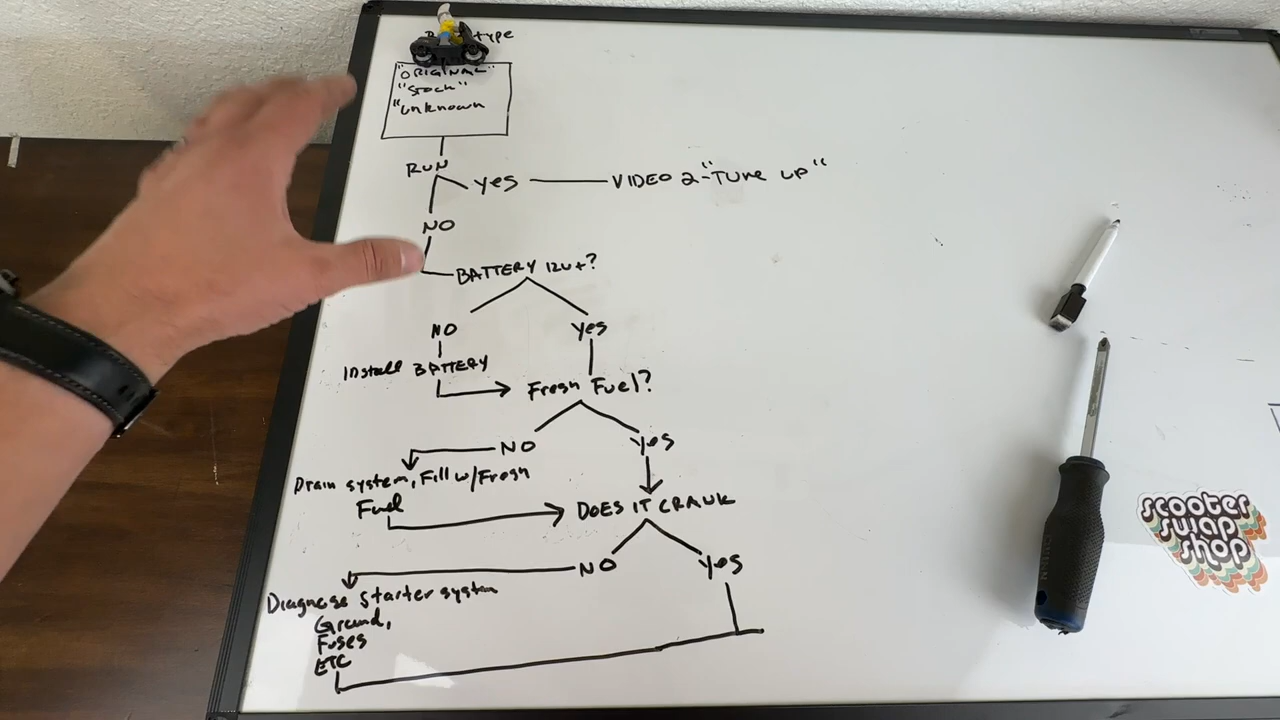 type
"ORIGINAL"
"Stock"
"Unknown
RUN
yes
VIDEO 2-"TUNE UP"
NO
BATTERY 12V+?
NO
yes
Install BATTERY
Fresh Fuel?
NO
yes
Drain system, Fill w/Fresh
Fuel
DOES IT CRANK
NO
yes
Diagnose Starter system
Ground,
Fuses
ETC
scooter
swap
shop